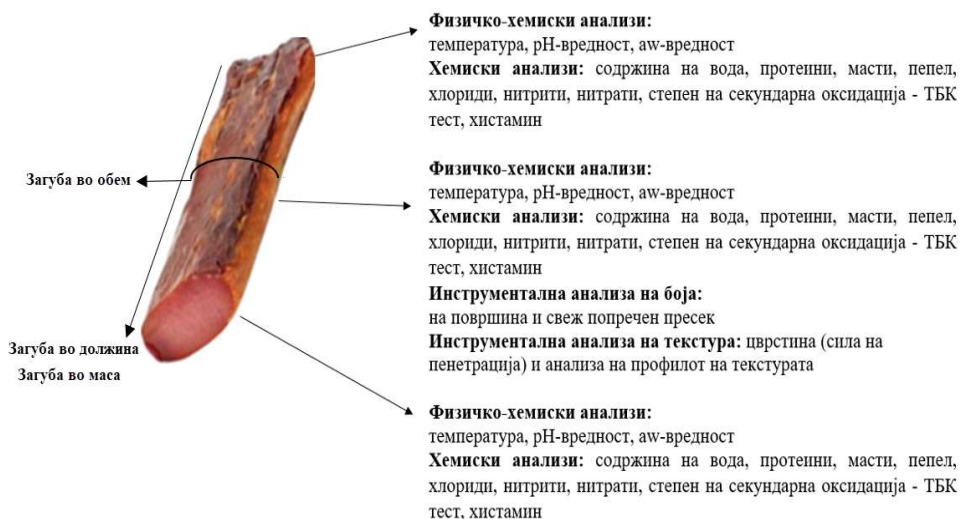 Физичко-хемиски анализи:
температура, pH-вредност, aw-вредност
Хемиски анализи: содржина на вода, протеини, масти, пепел,
хлориди, нитрити, нитрати, степен на секундарна оксидација - ТБК
тест, хистамин
Загуба во обем
Физичко-хемиски анализи:
температура, pH-вредност, aw-вредност
Хемиски анализи: содржина на вода, протеини, масти, пепел,
хлориди, нитрити, нитрати, степен на секундарна оксидација - ТБК
тест, хистамин
Инструментална анализа на боја:
на површина и свеж попречен пресек
Инструментална анализа на текстура: цврстина (сила на
пенетрација) и анализа на профилот на текстурата
Загуба во должина
Загуба во маса
Физичко-хемиски анализи:
температура, pH-вредност, aw-вредност
Хемиски анализи: содржина на вода, протеини, масти, пепел,
хлориди, нитрити, нитрати, степен на секундарна оксидација - ТБК
тест, хистамин